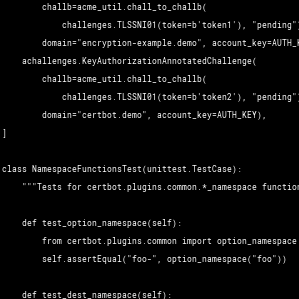 challb=acme_util.chall_to_challb(
challenges.TLSSNI01(token=b'token1'), "pending"
domain="encryption-example.demo", account_key=AUTH_K
achallenges.KeyAuthorizationAnnotatedChallenge(
challb=acme_util.chall_to_challb(
challenges.TLSSNI01(token=b'token2'), "pending"
domain="certbot.demo", account_key=AUTH_KEY),
]
class NamespaceFunctionsTest(unittest.TestCase):
"""Tests for certbot.plugins.common.*_namespace function
def test_option_namespace(self):
from certbot.plugins.common import option_namespace
self.assertEqual("foo-", option_namespace("foo"))
def test_dest_namespace(self):